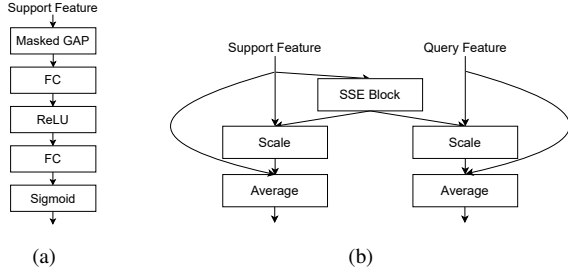 Support Feature
Masked GAP
FC
ReLU
FC
Sigmoid
(a)
Support Feature
Query Feature
SSE Block
Scale
Scale
Average
Average
(b)